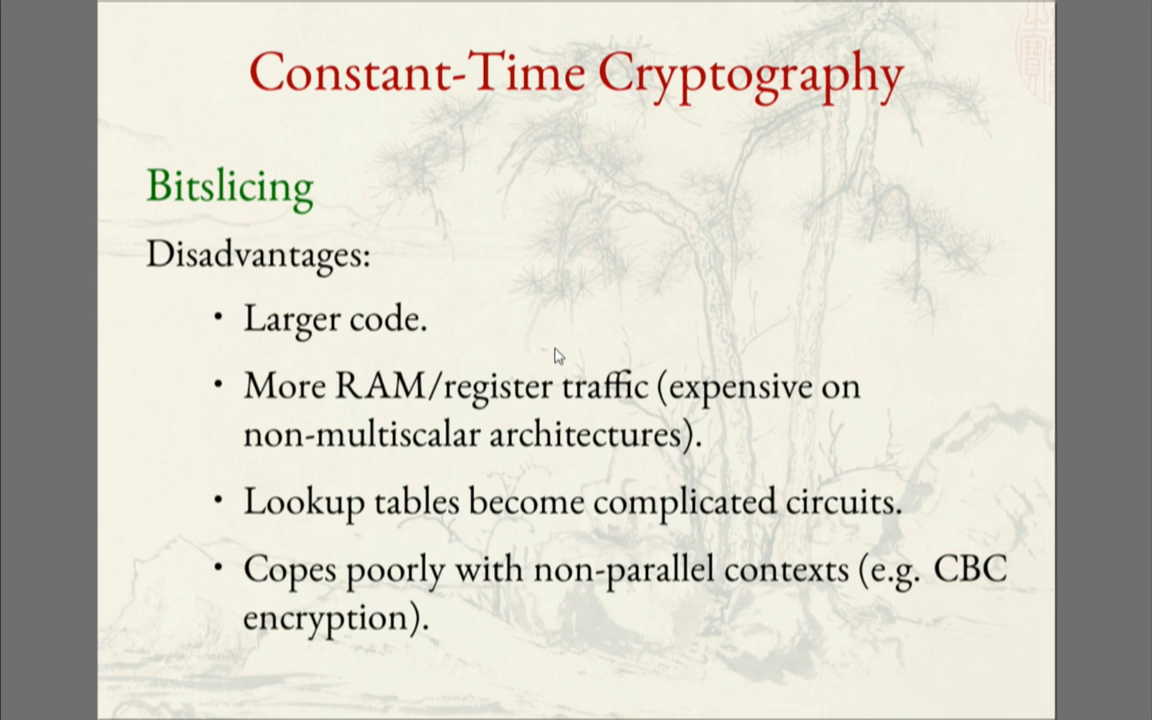 Constant-Time Cryptography
Bitslicing
Disadvantages:
• Larger code.
• More RAM/register traffic (expensive on
non-multiscalar architectures).
• Lookup tables become complicated circuits.
• Copes poorly with non-parallel contexts (e.g. CBC
encryption).